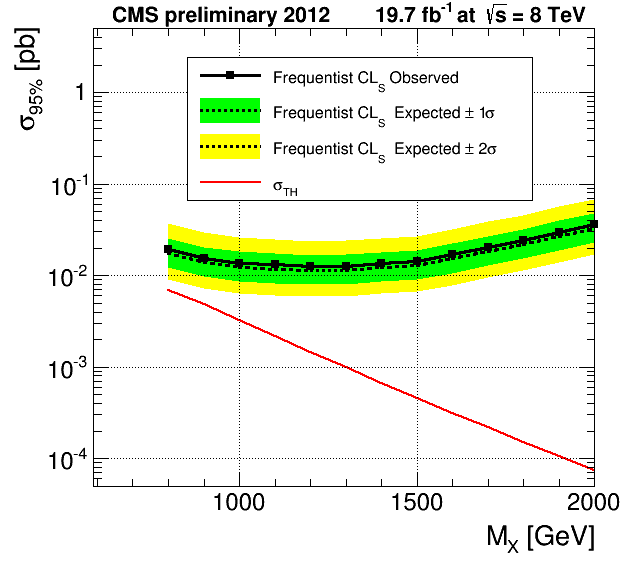 CMS preliminary 2012 19.7 fb⁻¹ at √s = 8 TeV
σ95% [pb]
1
10⁻¹
10⁻²
10⁻³
10⁻⁴
Frequentist CLS Observed
Frequentist CLS Expected ± 1σ
Frequentist CLS Expected ± 2σ
σTH
1000 1500 2000
MX [GeV]